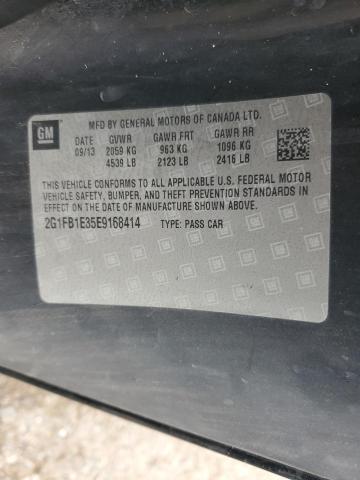 GM
MFD BY GENERAL MOTORS OF CANADA LTD.
DATE GVWR GAWR FRT GAWR RR
09/13 2059 KG 963 KG 1096 KG
4539 LB 2123 LB 2416 LB
THIS VEHICLE CONFORMS TO ALL APPLICABLE U.S. FEDERAL MOTOR
VEHICLE SAFETY, BUMPER, AND THEFT PREVENTION STANDARDS IN
EFFECT ON THE DATE OF MANUFACTURE SHOWN ABOVE.
2G1FB1E35E9168414 TYPE: PASS CAR